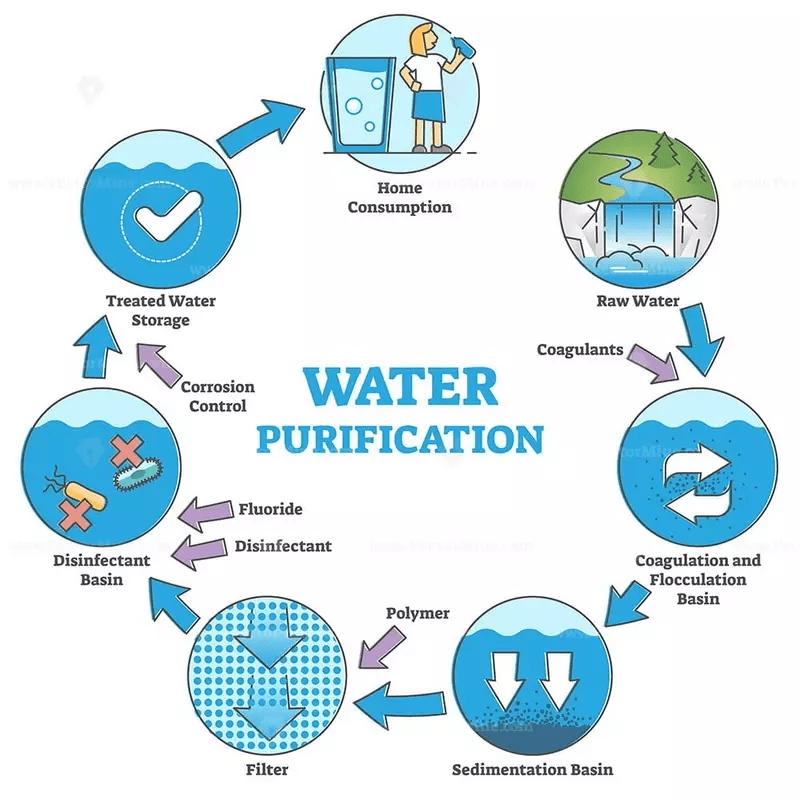 Home
Consumption
Treated Water
Storage
Raw Water
Coagulants
Corrosion
Control
WATER
PURIFICATION
Fluoride
Disinfectant
Disinfectant
Basin
Coagulation and
Flocculation
Basin
Polymer
Filter
Sedimentation Basin